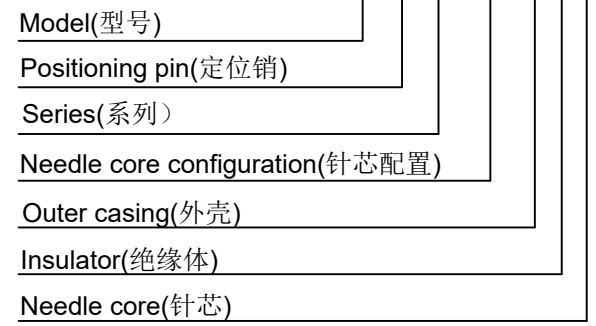 Model(型号)
Positioning pin(定位销)
Series(系列）
Needle core configuration(针芯配置)
Outer casing(外壳)
Insulator(绝缘体)
Needle core(针芯)